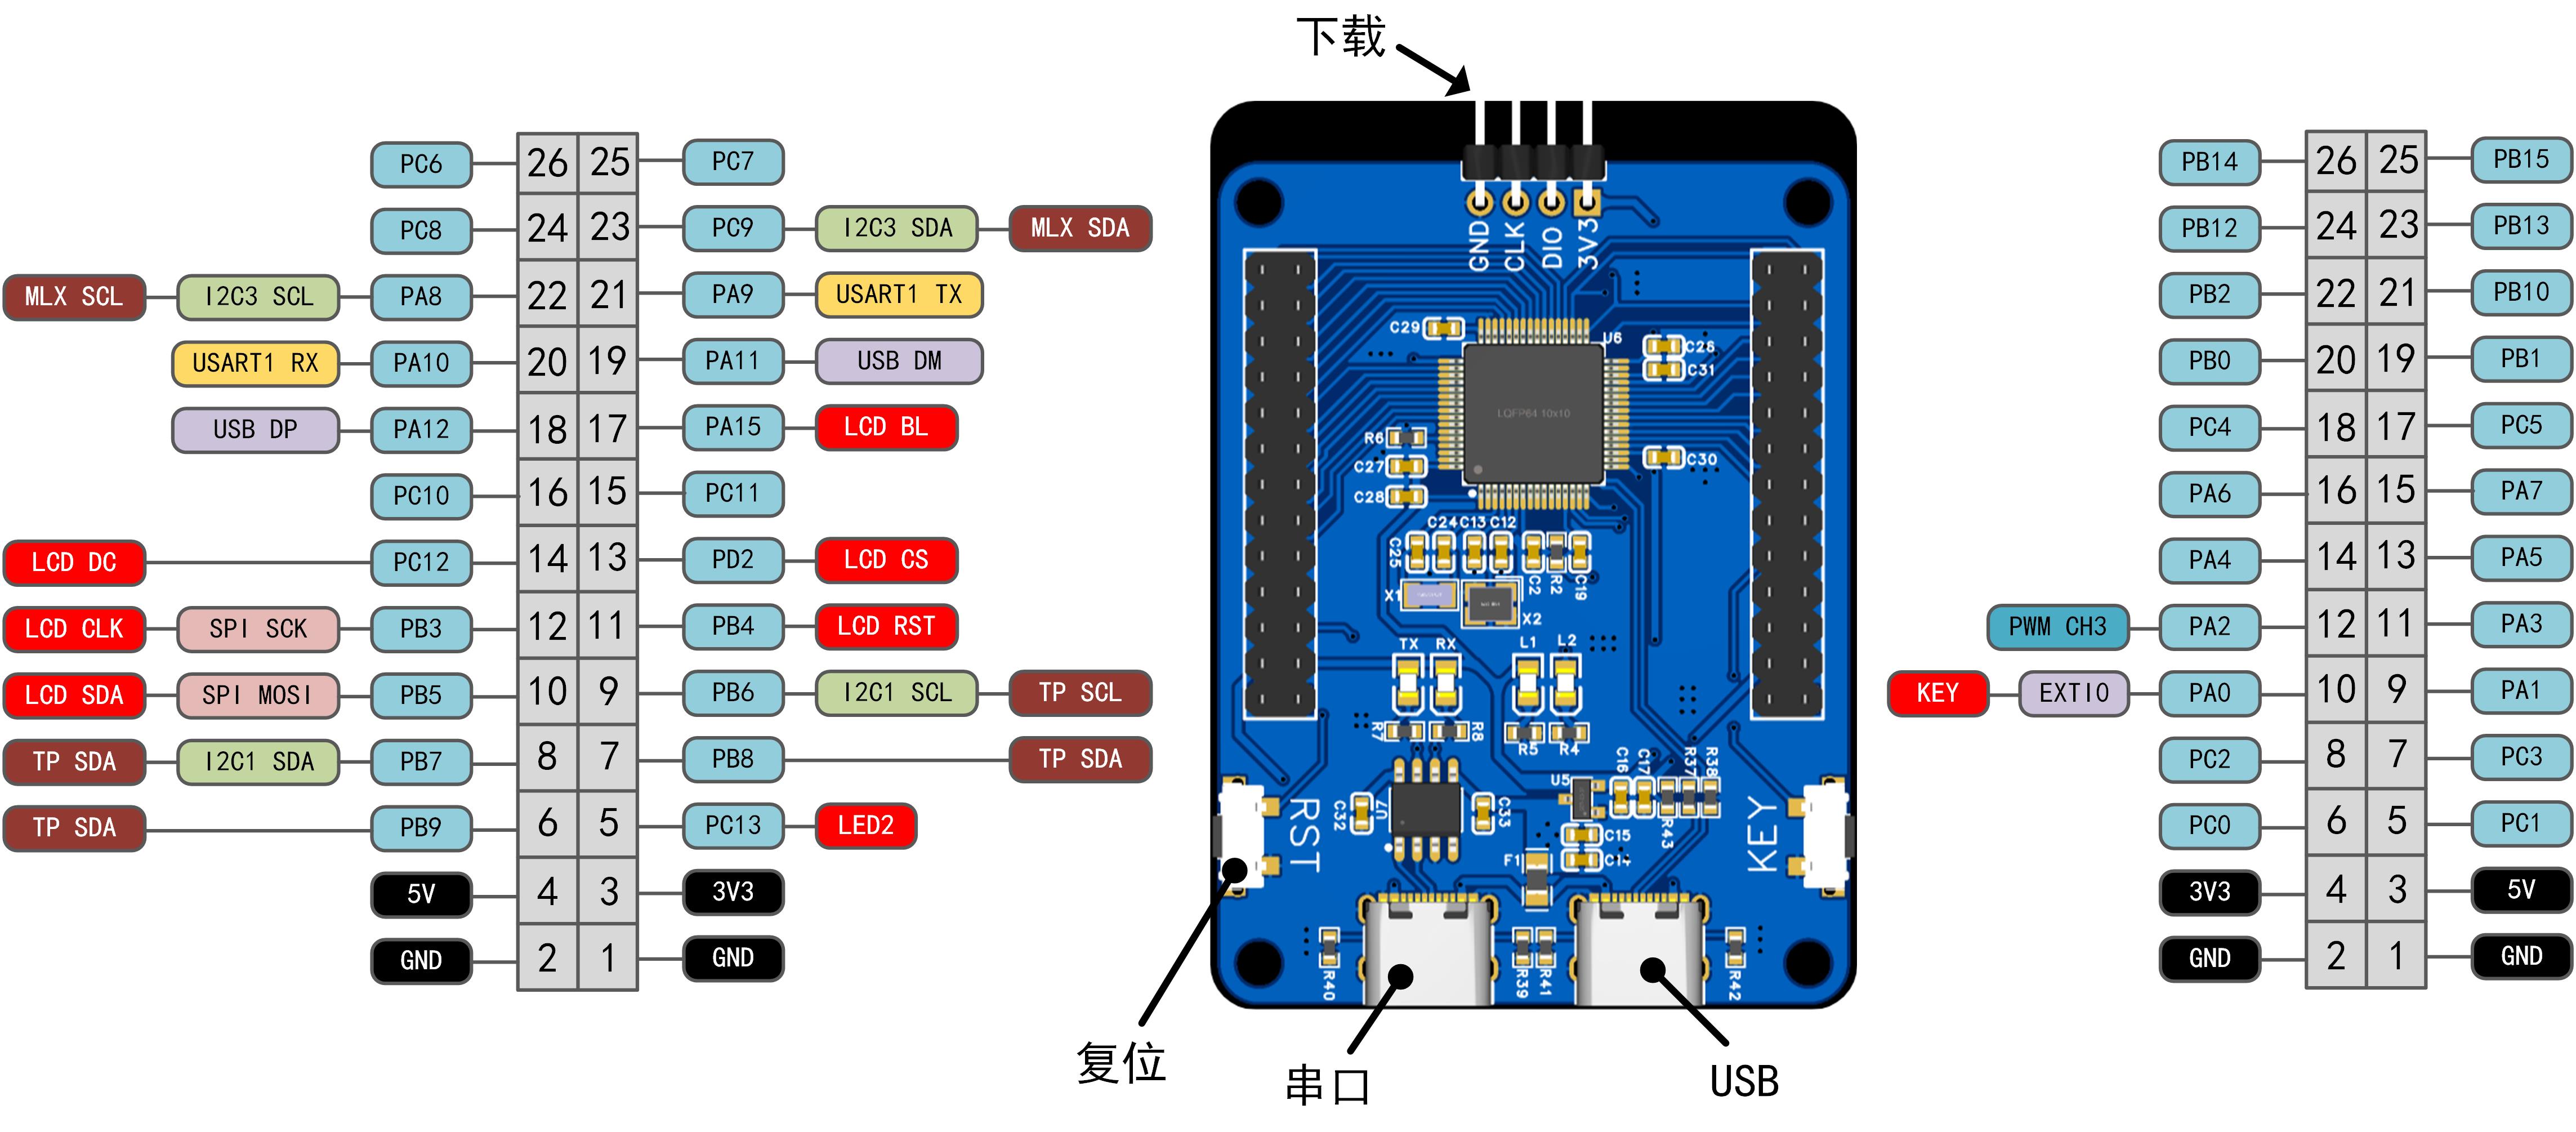 下载
PC6 26 25 PC7
PC8 24 23 PC9 I2C3 SDA MLX SDA
MLX SCL I2C3 SCL PA8 22 21 PA9 USART1 TX
USART1 RX PA10 20 19 PA11 USB DM
USB DP PA12 18 17 PA15 LCD BL
PC10 16 15 PC11
LCD DC PC12 14 13 PD2 LCD CS
LCD CLK SPI SCK PB3 12 11 PB4 LCD RST
LCD SDA SPI MOSI PB5 10 9 PB6 I2C1 SCL TP SCL
TP SDA I2C1 SDA PB7 8 7 PB8 TP SDA
TP SDA PB9 6 5 PC13 LED2
5V 4 3 3V3
GND 2 1 GND
GND CLK DIO 3V3
C29
U6
C26
C31
LQFP64 10x10
R6
C27
C30
C28
C24 C13 C12
C25
C2 R2 C19
X1
X2
TX RX L1 L2
R7 R8 R5 R4
U5 C16 C17 R37 R38
RST
C32 U7 C33
R43
C15
F1 C14
KEY
R40 R39 R41 R42
复位
串口
USB
PB14 26 25 PB15
PB12 24 23 PB13
PB2 22 21 PB10
PB0 20 19 PB1
PC4 18 17 PC5
PA6 16 15 PA7
PA4 14 13 PA5
PWM CH3 PA2 12 11 PA3
KEY EXTI0 PA0 10 9 PA1
PC2 8 7 PC3
PC0 6 5 PC1
3V3 4 3 5V
GND 2 1 GND